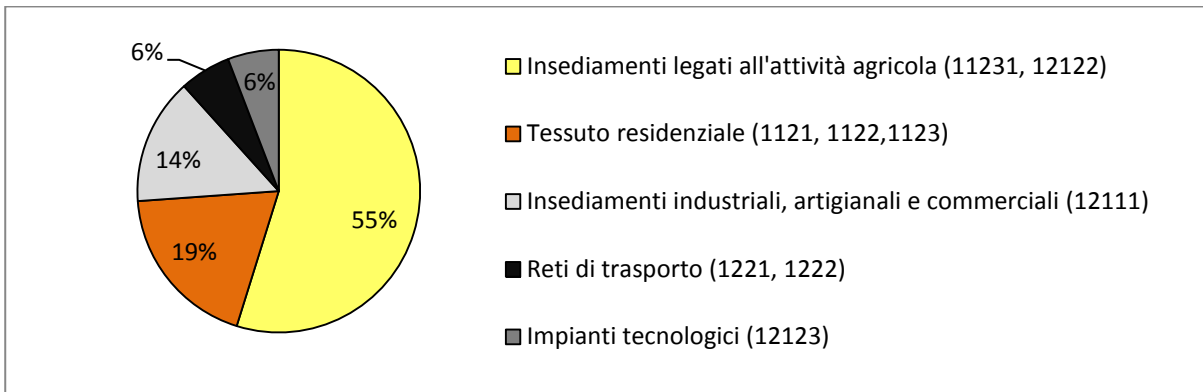 6%
6%
14%
19%
55%
Insediamenti legati all'attività agricola (11231, 12122)
Tessuto residenziale (1121, 1122,1123)
Insediamenti industriali, artigianali e commerciali (12111)
Reti di trasporto (1221, 1222)
Impianti tecnologici (12123)